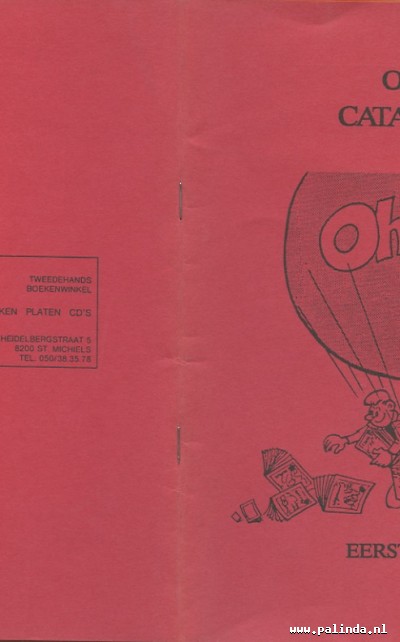 TWEEDEHANDS
BOEKENWINKEL
KEN PLATEN CD'S
HEIDELBERGSTRAAT 5
8200 ST. MICHIELS
TEL. 050/38.35.78
O
CATA
Oh
EERST
www.palinda.nl